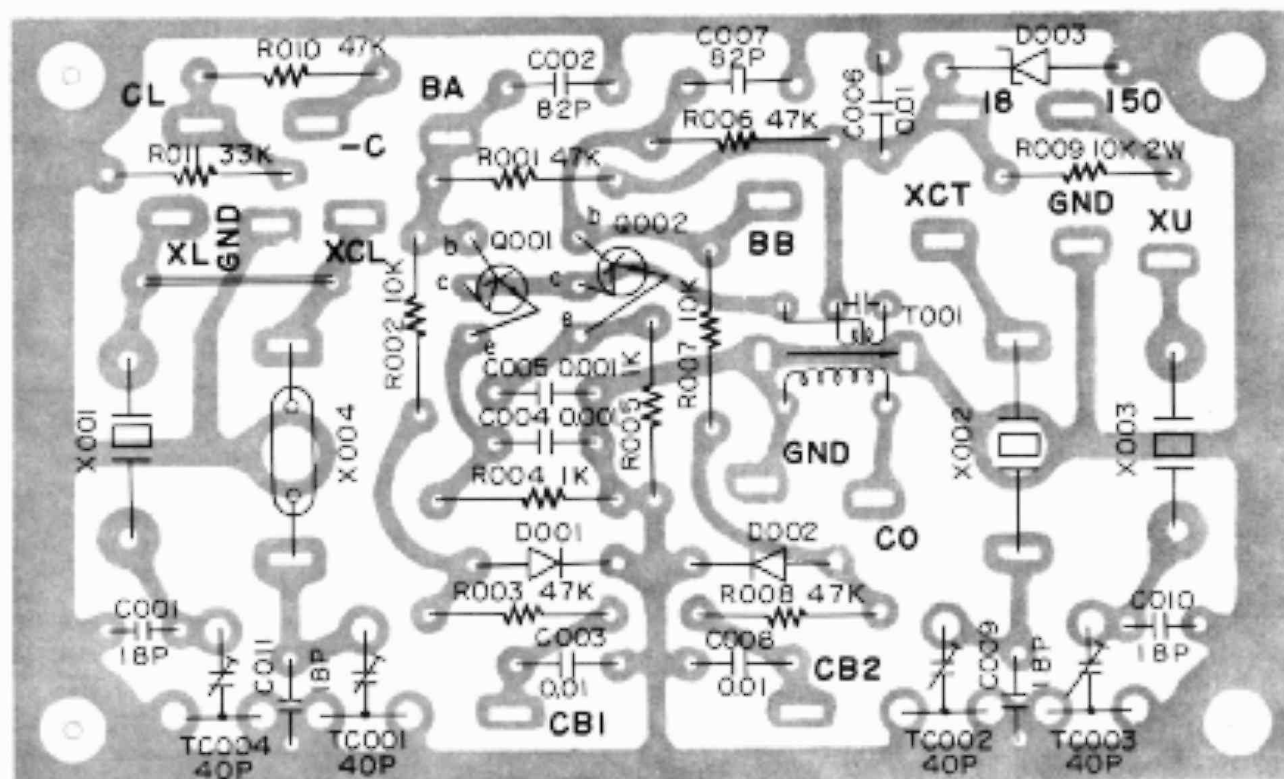 R010 47K
C002
82P
C007
82P
C006
0.01
D003
CL
BA
18
150
-C
R006 47K
R011 33K
R001 47K
R009 10K 2W
XL
GND
XCL
b
Q001
c
e
b
Q002
c
e
BB
XCT
GND
XU
R002 10K
R007 10K
T001
C005 0.001
C004 0.001
R005 1K
R004 1K
X001
X004
GND
X002
X003
CO
D001
D002
R003 47K
R008 47K
C001
18P
C011
18P
C003
0.01
C008
0.01
CB1
CB2
C009
18P
C010
18P
TC004
40P
TC001
40P
TC002
40P
TC003
40P